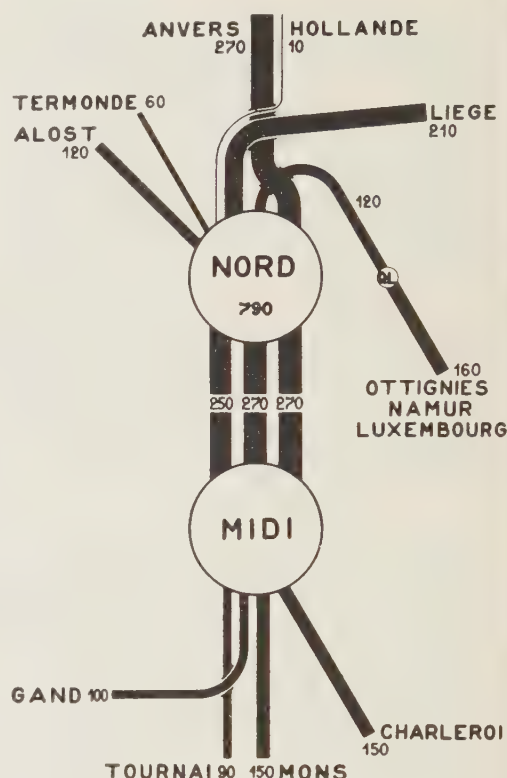 ANVERS
270
HOLLANDE
10
TERMONDE 60
ALOST
120
LIEGE
210
120
NORD
790
QL
160
OTTIGNIES
NAMUR
LUXEMBOURG
250 270 270
MIDI
GAND 100
CHARLEROI
150
TOURNAI 90 150 MONS